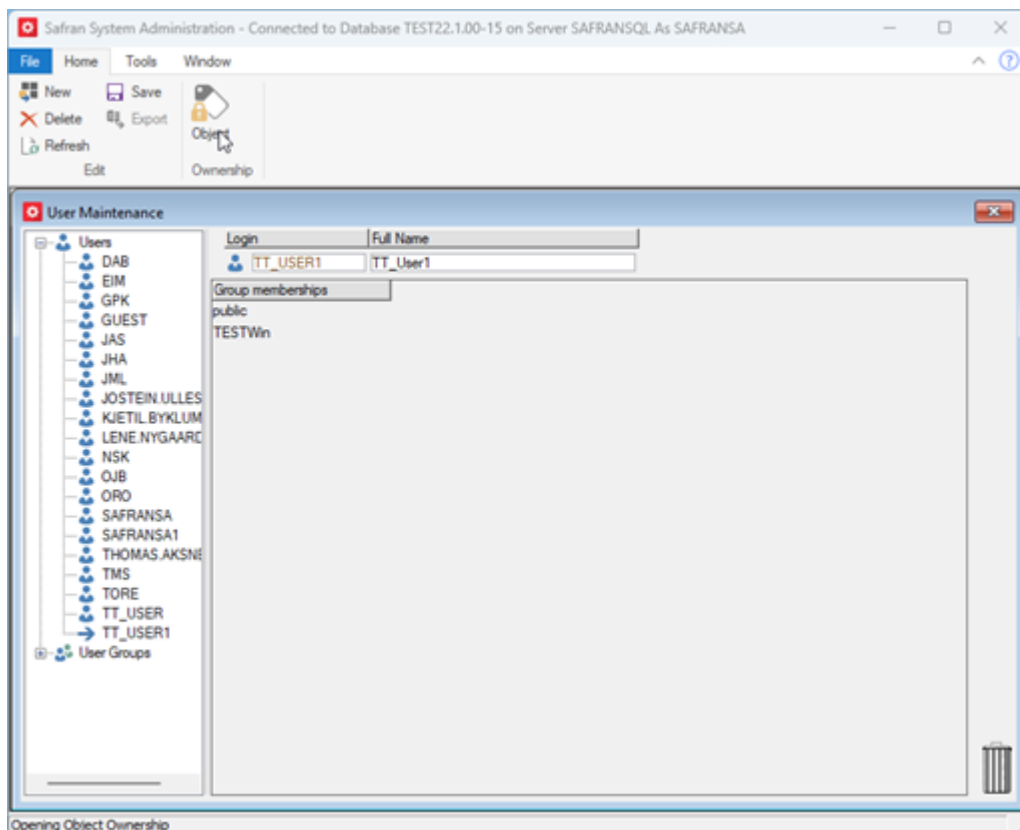 Safran System Administration - Connected to Database TEST22.1.00-15 on Server SAFRANSQL As SAFRANSA
File Home Tools Window
New Save
Delete Export
Refresh
Object
Edit Ownership
User Maintenance
Users
DAB
EIM
GPK
GUEST
JAS
JHA
JML
JOSTEIN.ULLES
KJETIL.BYKLUM
LENE.NYGAARD
NSK
OJB
ORO
SAFRANSA
SAFRANSA1
THOMAS.AKSNE
TMS
TORE
TT_USER
TT_USER1
User Groups
Login Full Name
TT_USER1 TT_User1
Group memberships
public
TESTWin
Opening Object Ownership